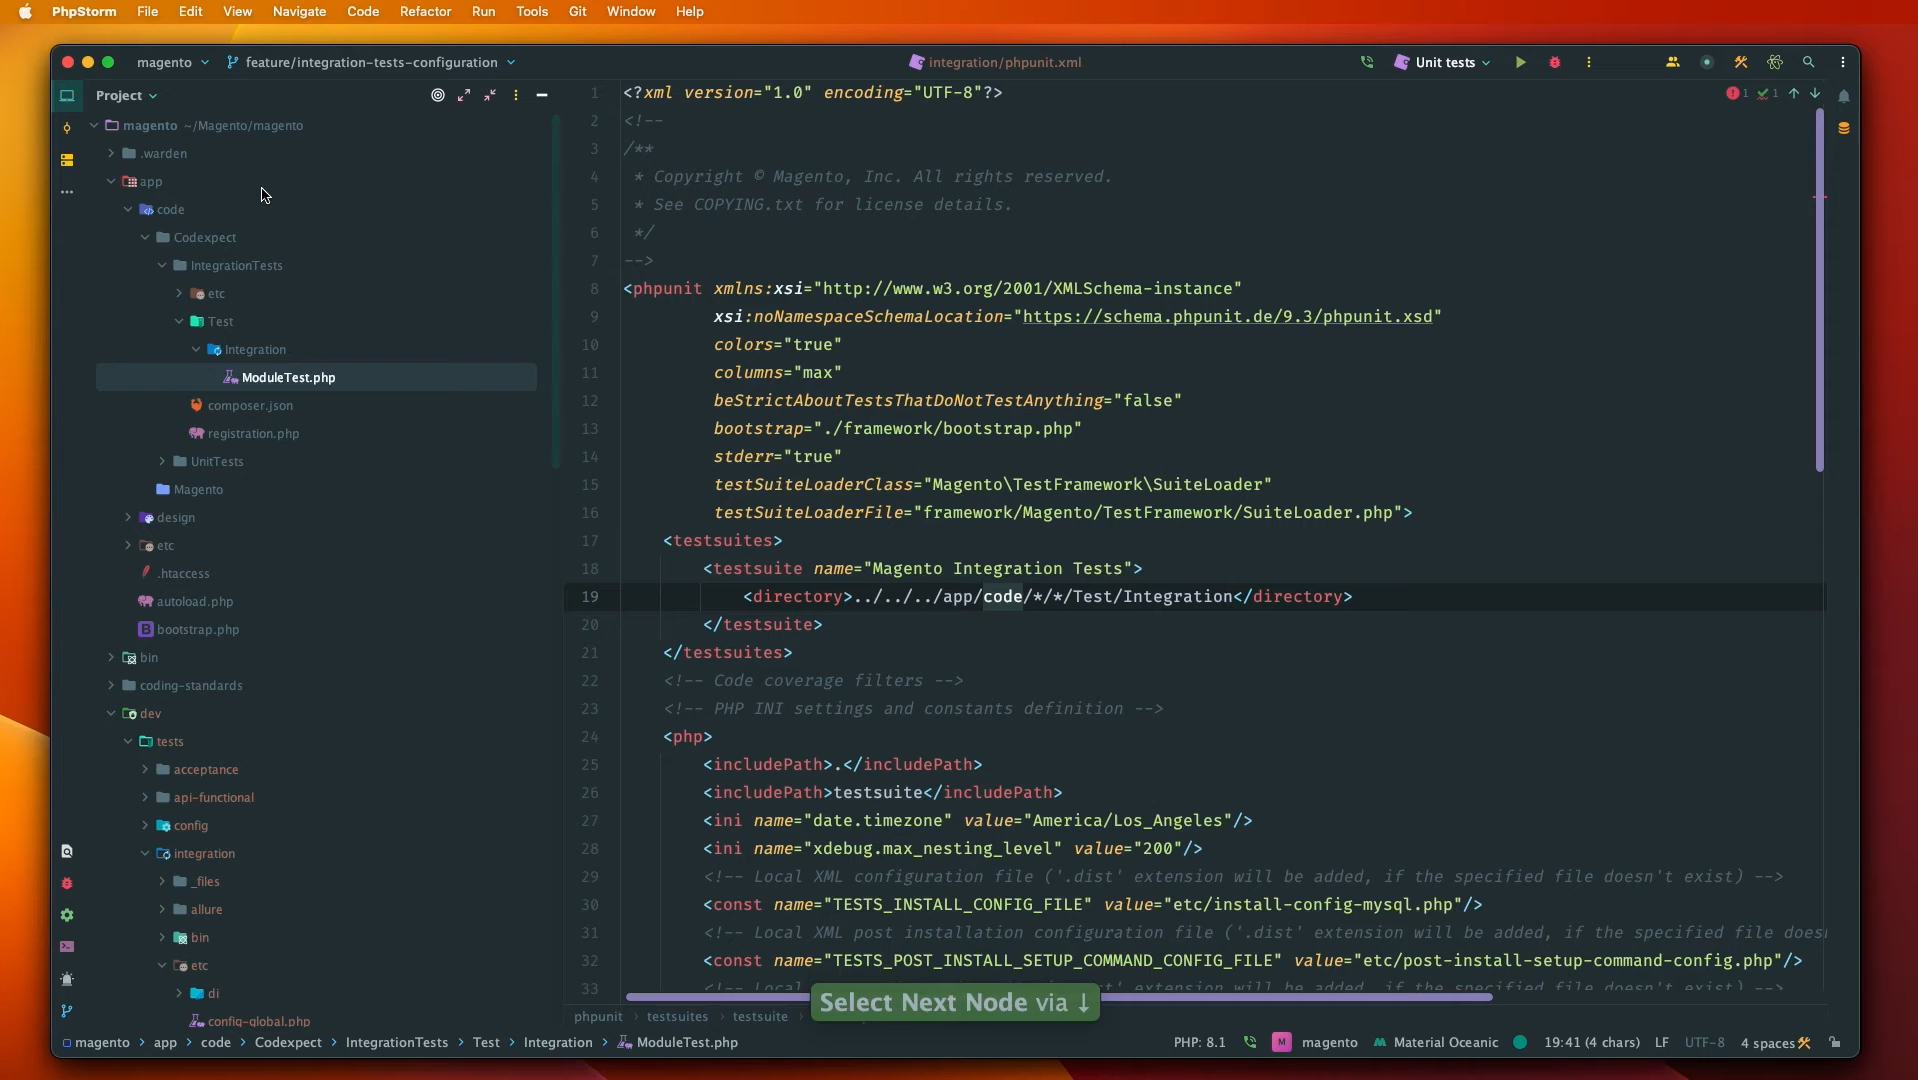 PhpStorm File Edit View Navigate Code Refactor Run Tools Git Window Help
magento feature/integration-tests-configuration integration/phpunit.xml Unit tests
Project
magento ~/Magento/magento
.warden
app
code
Codexpect
IntegrationTests
etc
Test
Integration
ModuleTest.php
composer.json
registration.php
UnitTests
Magento
design
etc
.htaccess
autoload.php
bootstrap.php
bin
coding-standards
dev
tests
acceptance
api-functional
config
integration
_files
allure
bin
etc
di
config-global.php
1 <?xml version="1.0" encoding="UTF-8"?>
2 <!--
3 /**
4 * Copyright © Magento, Inc. All rights reserved.
5 * See COPYING.txt for license details.
6 */
7 -->
8 <phpunit xmlns:xsi="http://www.w3.org/2001/XMLSchema-instance"
9 xsi:noNamespaceSchemaLocation="https://schema.phpunit.de/9.3/phpunit.xsd"
10 colors="true"
11 columns="max"
12 beStrictAboutTestsThatDoNotTestAnything="false"
13 bootstrap="./framework/bootstrap.php"
14 stderr="true"
15 testSuiteLoaderClass="Magento\TestFramework\SuiteLoader"
16 testSuiteLoaderFile="framework/Magento/TestFramework/SuiteLoader.php">
17 <testsuites>
18 <testsuite name="Magento Integration Tests">
19 <directory>../../../app/code/*/*/Test/Integration</directory>
20 </testsuite>
21 </testsuites>
22 <!-- Code coverage filters -->
23 <!-- PHP INI settings and constants definition -->
24 <php>
25 <includePath>.</includePath>
26 <includePath>testsuite</includePath>
27 <ini name="date.timezone" value="America/Los_Angeles"/>
28 <ini name="xdebug.max_nesting_level" value="200"/>
29 <!-- Local XML configuration file ('.dist' extension will be added, if the specified file doesn't exist) -->
30 <const name="TESTS_INSTALL_CONFIG_FILE" value="etc/install-config-mysql.php"/>
31 <!-- Local XML post installation configuration file ('.dist' extension will be added, if the specified file does
32 <const name="TESTS_POST_INSTALL_SETUP_COMMAND_CONFIG_FILE" value="etc/post-install-setup-command-config.php"/>
33 <!-- Local extension will be added, if the specified file doesn't exist) -->
1 1
Select Next Node via ↓
phpunit › testsuites › testsuite ›
magento › app › code › Codexpect › IntegrationTests › Test › Integration › ModuleTest.php
PHP: 8.1 M magento Material Oceanic 19:41 (4 chars) LF UTF-8 4 spaces